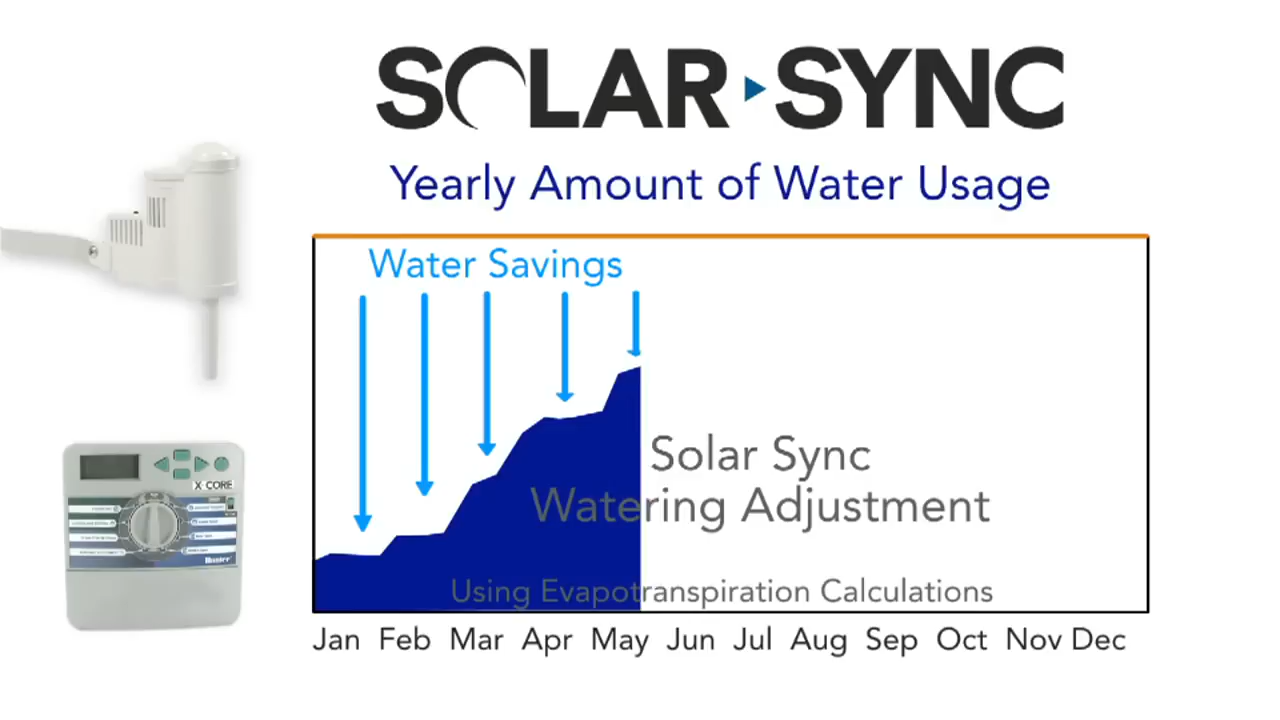 SOLAR SYNC
Yearly Amount of Water Usage
Water Savings
Solar Sync
Watering Adjustment
Using Evapotranspiration Calculations
Jan Feb Mar Apr May Jun Jul Aug Sep Oct Nov Dec
X CORE
Hunter